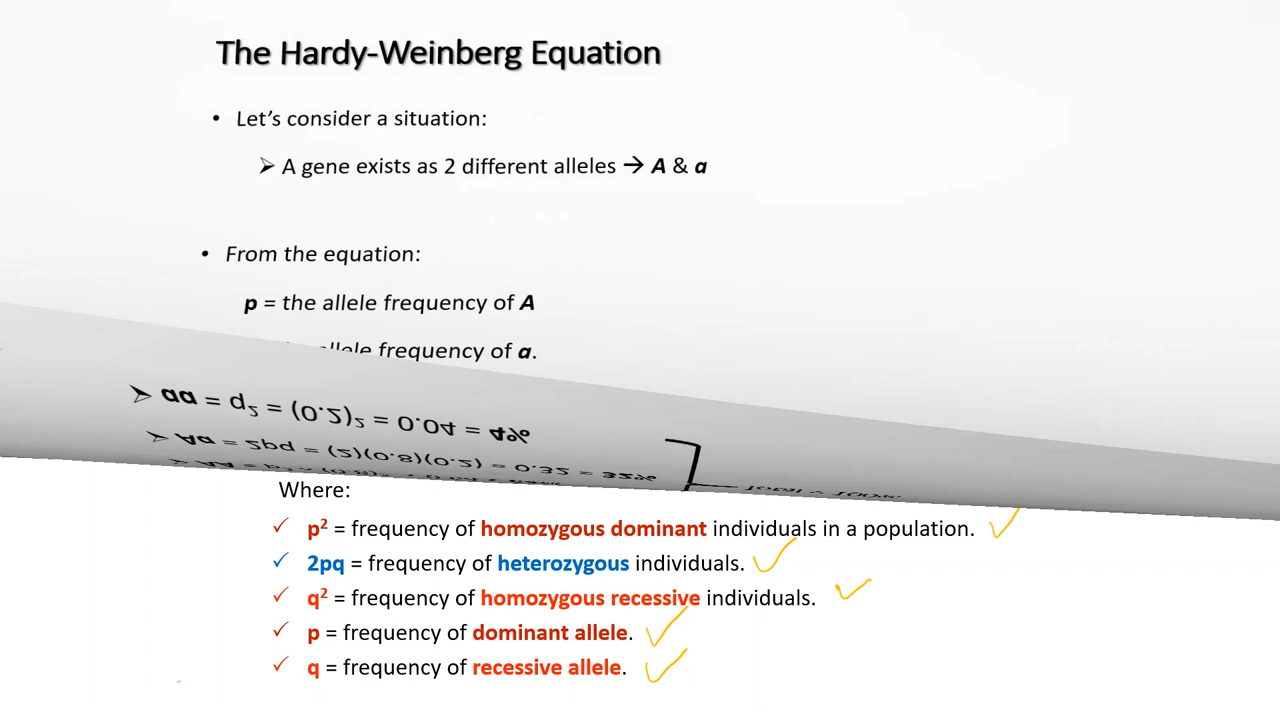 The Hardy-Weinberg Equation
• Let's consider a situation:
➢ A gene exists as 2 different alleles → A & a
• From the equation:
p = the allele frequency of A
allele frequency of a.
➢ aa = q² = (0.2)² = 0.04 = 4%
➢ Aa = 2pq = (2)(0.8)(0.2) = 0.32 = 32%
Where:
✓ p² = frequency of homozygous dominant individuals in a population.
✓ 2pq = frequency of heterozygous individuals.
✓ q² = frequency of homozygous recessive individuals.
✓ p = frequency of dominant allele.
✓ q = frequency of recessive allele.